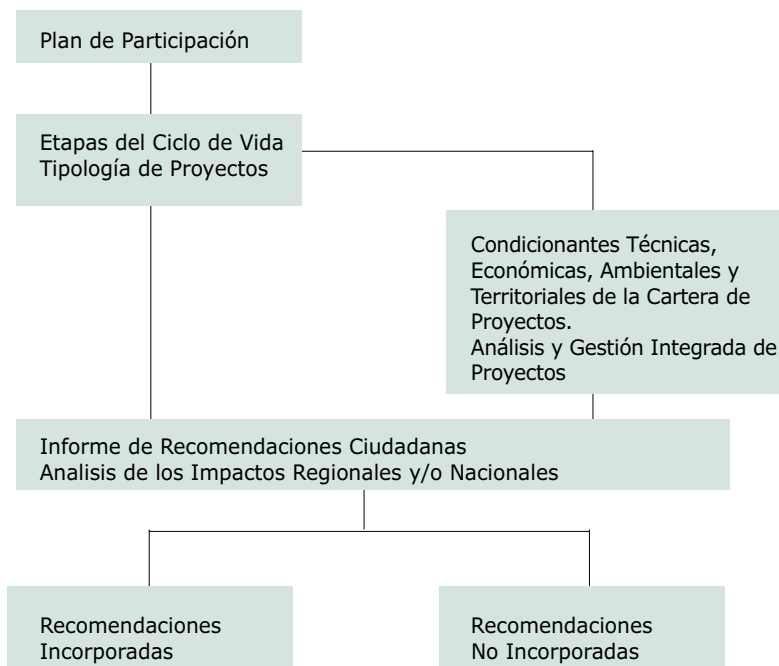 Plan de Participación
Etapas del Ciclo de Vida
Tipología de Proyectos
Condicionantes Técnicas,
Económicas, Ambientales y
Territoriales de la Cartera de
Proyectos.
Análisis y Gestión Integrada de
Proyectos
Informe de Recomendaciones Ciudadanas
Analisis de los Impactos Regionales y/o Nacionales
Recomendaciones
Incorporadas
Recomendaciones
No Incorporadas